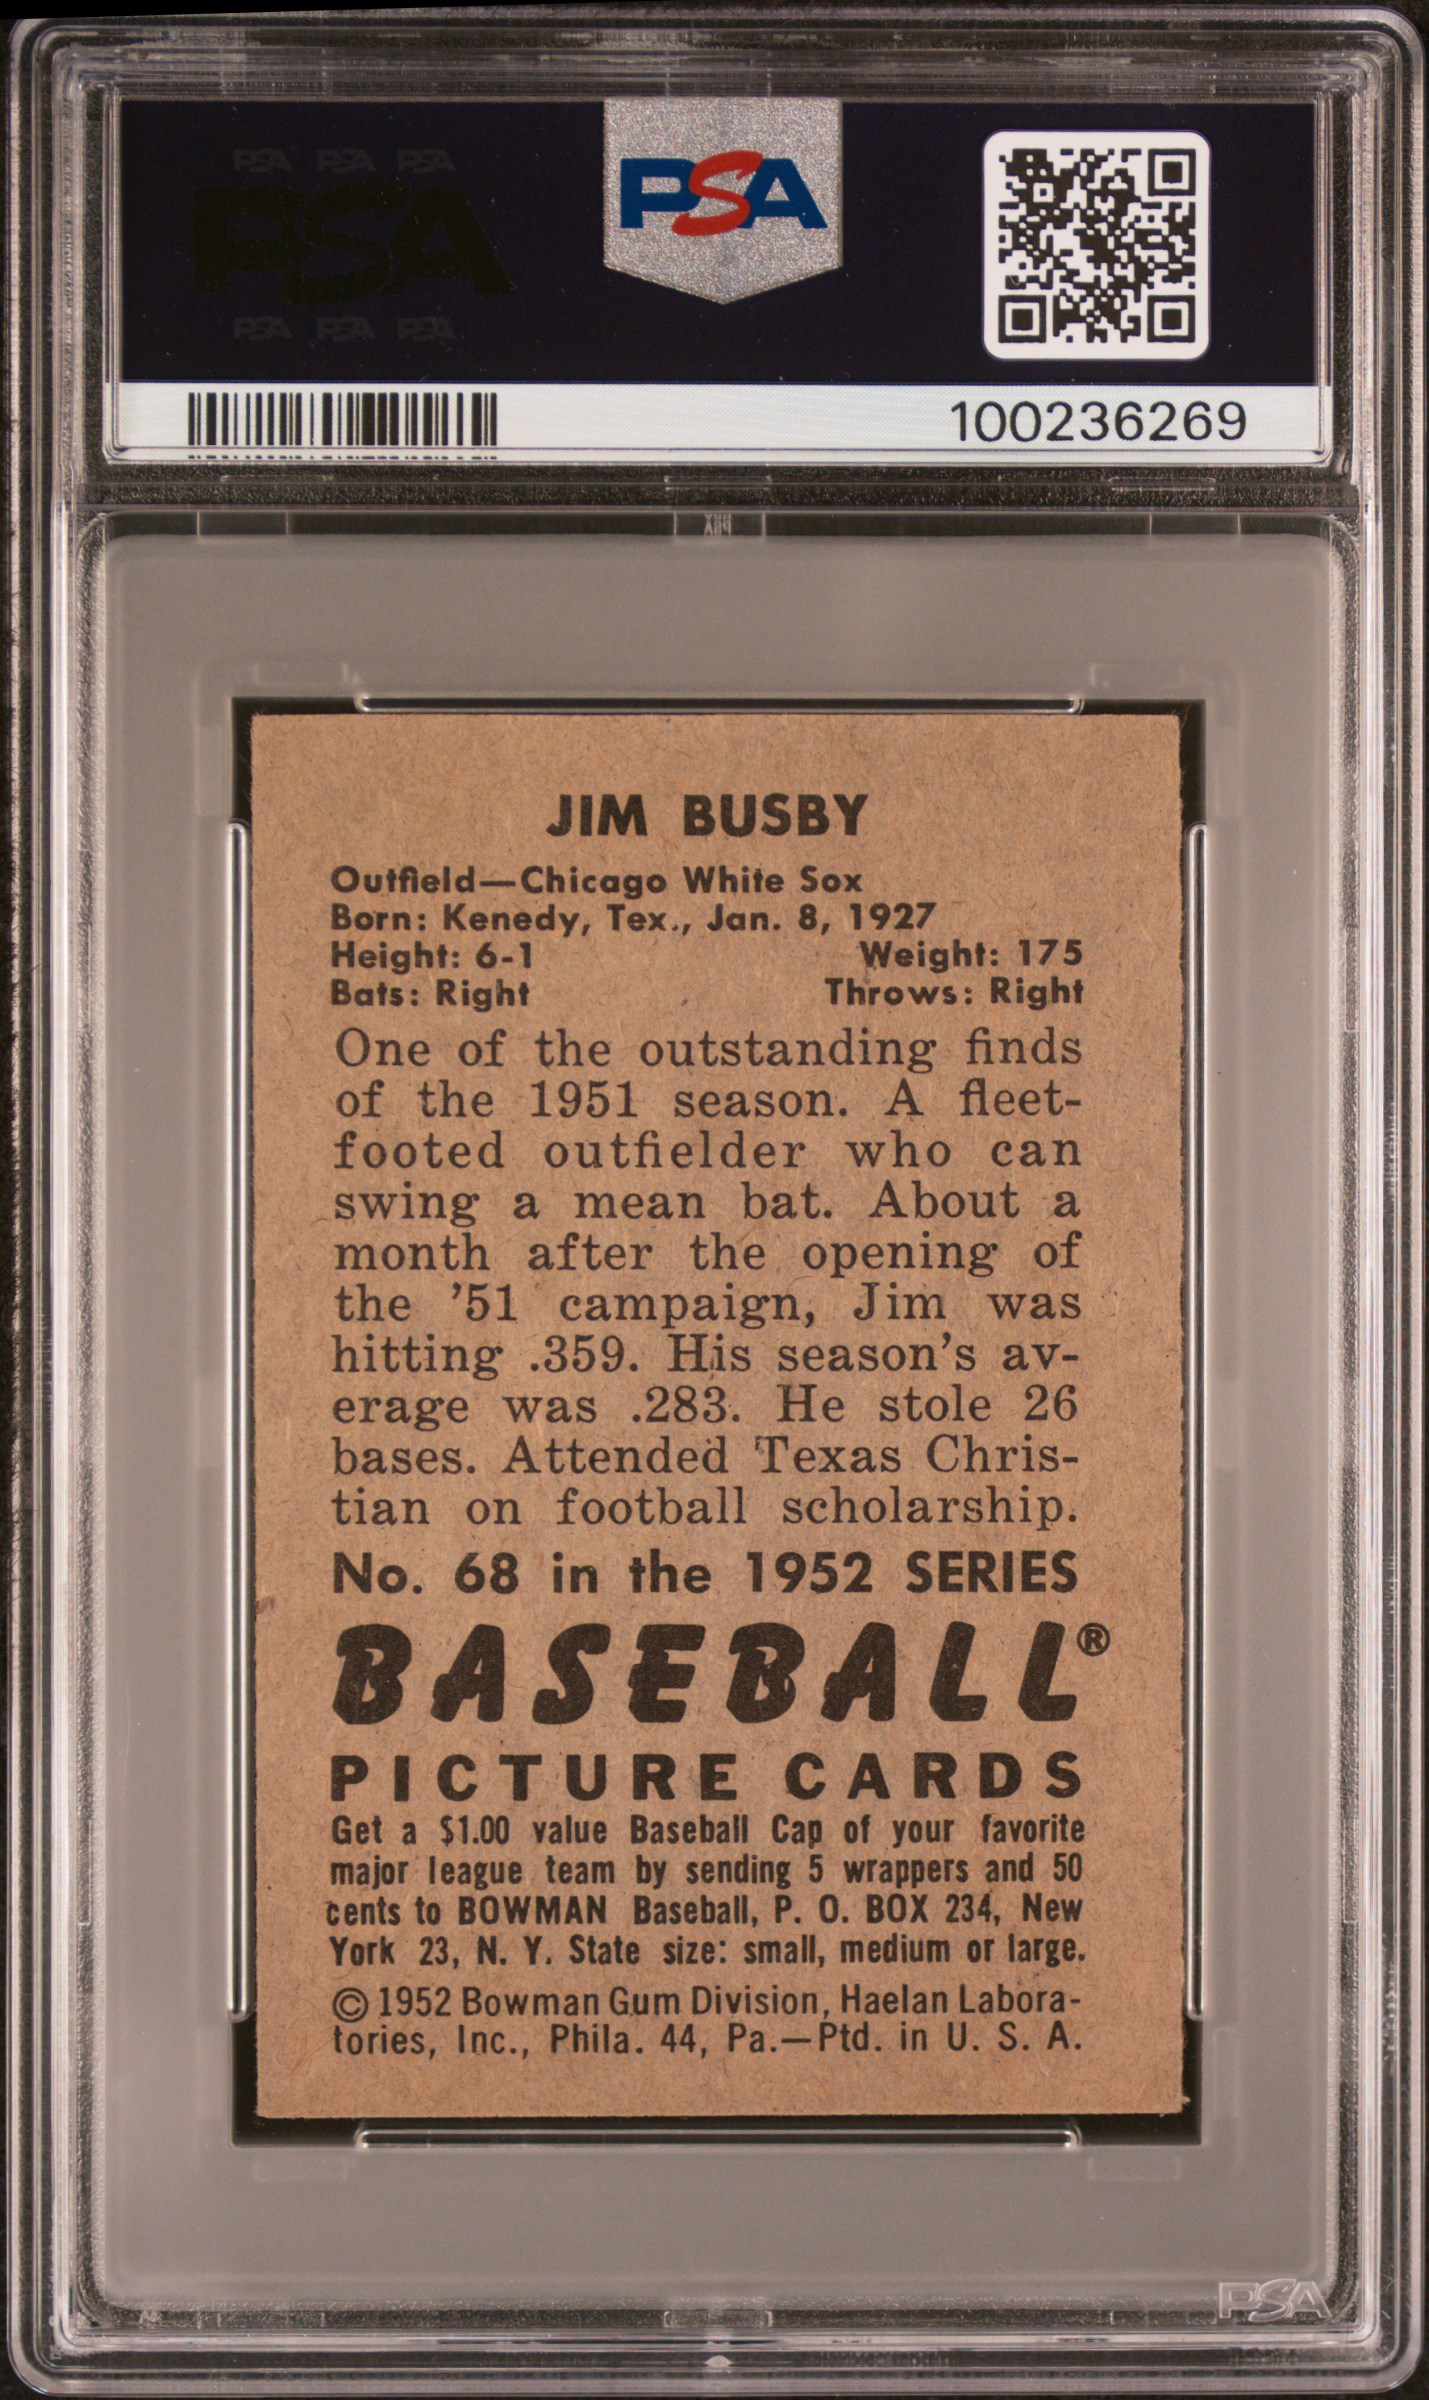 PSA PSA PSA
PSA
PSA PSA PSA
PSA
100236269
JIM BUSBY
Outfield—Chicago White Sox
Born: Kenedy, Tex., Jan. 8, 1927
Height: 6-1 Weight: 175
Bats: Right Throws: Right
One of the outstanding finds
of the 1951 season. A fleet-
footed outfielder who can
swing a mean bat. About a
month after the opening of
the ’51 campaign, Jim was
hitting .359. His season’s av-
erage was .283. He stole 26
bases. Attended Texas Chris-
tian on football scholarship.
No. 68 in the 1952 SERIES
BASEBALL®
PICTURE CARDS
Get a $1.00 value Baseball Cap of your favorite
major league team by sending 5 wrappers and 50
cents to BOWMAN Baseball, P. O. BOX 234, New
York 23, N. Y. State size: small, medium or large.
© 1952 Bowman Gum Division, Haelan Labora-
tories, Inc., Phila. 44, Pa.—Ptd. in U. S. A.
PSA